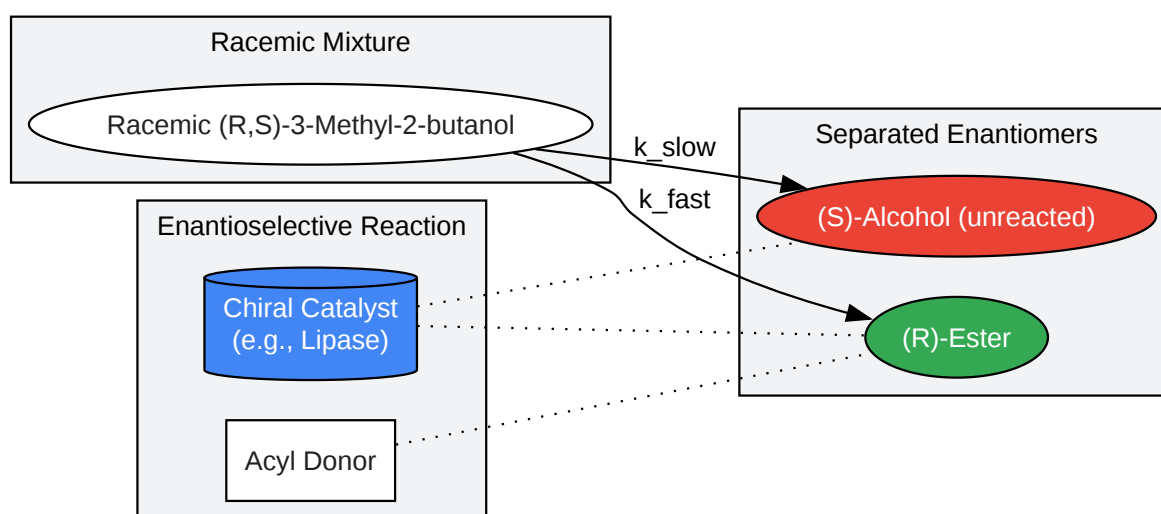 Racemic Mixture
Racemic (R,S)-3-Methyl-2-butanol
k_slow
k_fast
Separated Enantiomers
(S)-Alcohol (unreacted)
(R)-Ester
Enantioselective Reaction
Chiral Catalyst
(e.g., Lipase)
Acyl Donor